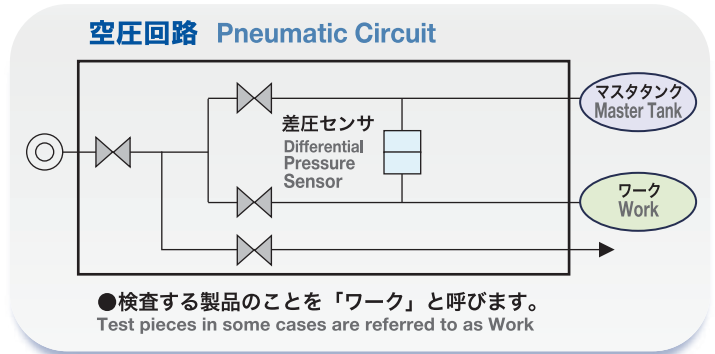 空圧回路 Pneumatic Circuit
マスタタンク
Master Tank
差圧センサ
Differential
Pressure
Sensor
ワーク
Work
●検査する製品のことを「ワーク」と呼びます。
Test pieces in some cases are referred to as Work